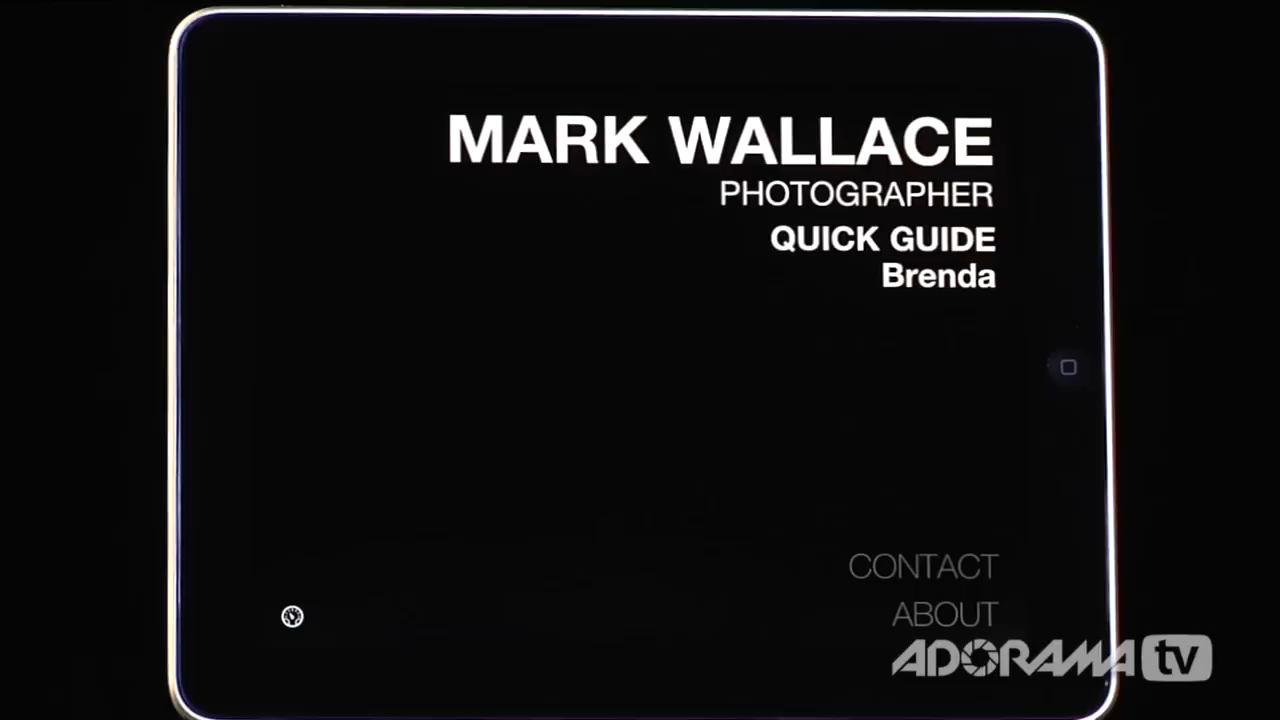 MARK WALLACE
PHOTOGRAPHER
QUICK GUIDE
Brenda
CONTACT
ABOUT
ADORAMA tv